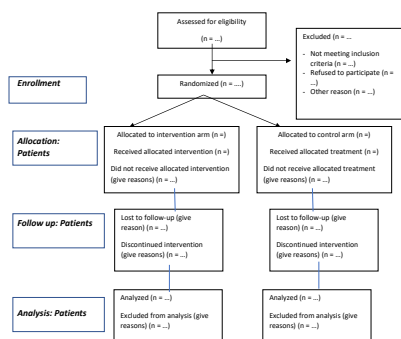 Assessed for eligibility
(n = ...)
Excluded (n = ...
- Not meeting inclusion
criteria (n = ...)
- Refused to participate (n =
...)
- Other reason (n = ...)
Enrollment
Randomized (n = ....)
Allocation:
Patients
Allocated to intervention arm (n =)
Received allocated intervention (n =)
Did not receive allocated intervention
(give reasons) (n = ...)
Allocated to control arm (n =)
Received allocated treatment (n =)
Did not receive allocated treatment
(give reasons) (n = ...)
Follow up: Patients
Lost to follow-up (give
reason) (n = ...)
Discontinued intervention
(give reasons) (n = ...)
Lost to follow-up (give
reason) (n = ...)
Discontinued intervention
(give reasons) (n = ...)
Analysis: Patients
Analyzed (n = ...)
Excluded from analysis (give
reasons) (n = ...)
Analyzed (n = ...)
Excluded from analysis (give
reasons) (n = ...)